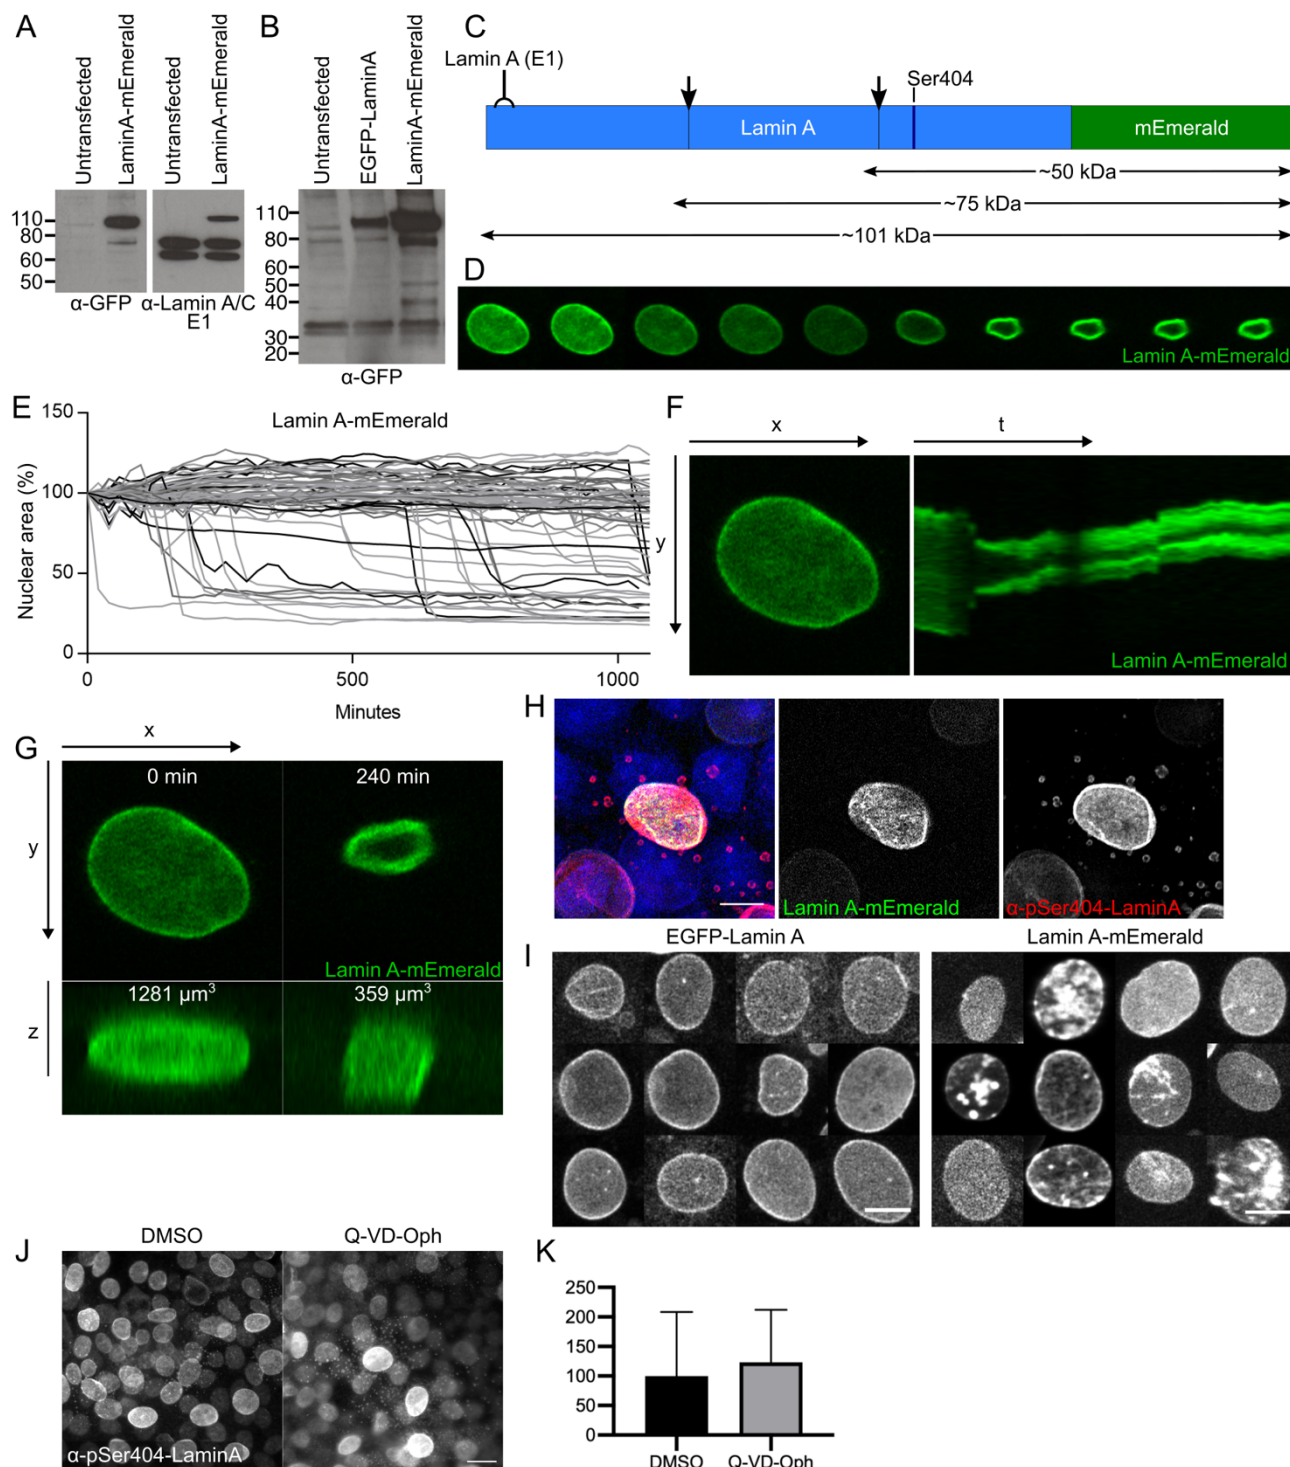 A
Untransfected
LaminA-mEmerald
Untransfected
LaminA-mEmerald
110
80
60
50
α-GFP
α-Lamin A/C
E1
B
Untransfected
EGFP-LaminA
LaminA-mEmerald
110
80
60
50
40
30
20
α-GFP
C
Lamin A (E1)
Ser404
Lamin A
mEmerald
~50 kDa
~75 kDa
~101 kDa
D
Lamin A-mEmerald
E
Lamin A-mEmerald
Nuclear area (%)
150
100
50
0
0
500
1000
Minutes
F
x
t
y
Lamin A-mEmerald
G
x
y
0 min
240 min
Lamin A-mEmerald
z
1281 µm³
359 µm³
H
Lamin A-mEmerald
α-pSer404-LaminA
I
EGFP-Lamin A
Lamin A-mEmerald
J
DMSO
Q-VD-Oph
α-pSer404-LaminA
K
250
200
150
100
50
0
DMSO
Q-VD-Oph